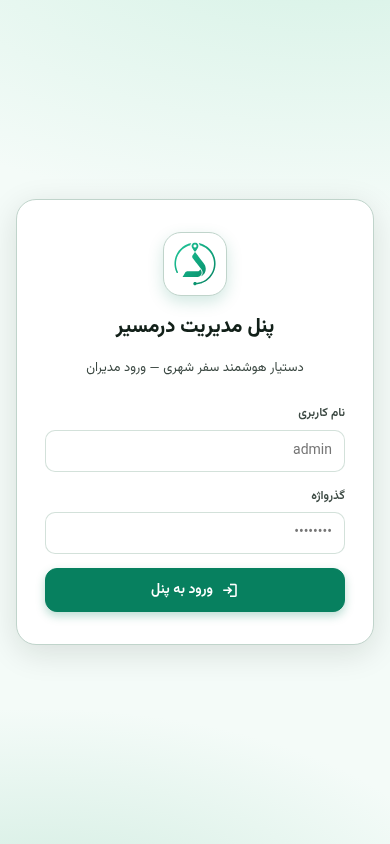 پنل مدیریت درمسیر
دستیار هوشمند سفر شهری — ورود مدیران
نام کاربری
admin
گذرواژه
••••••••
ورود به پنل